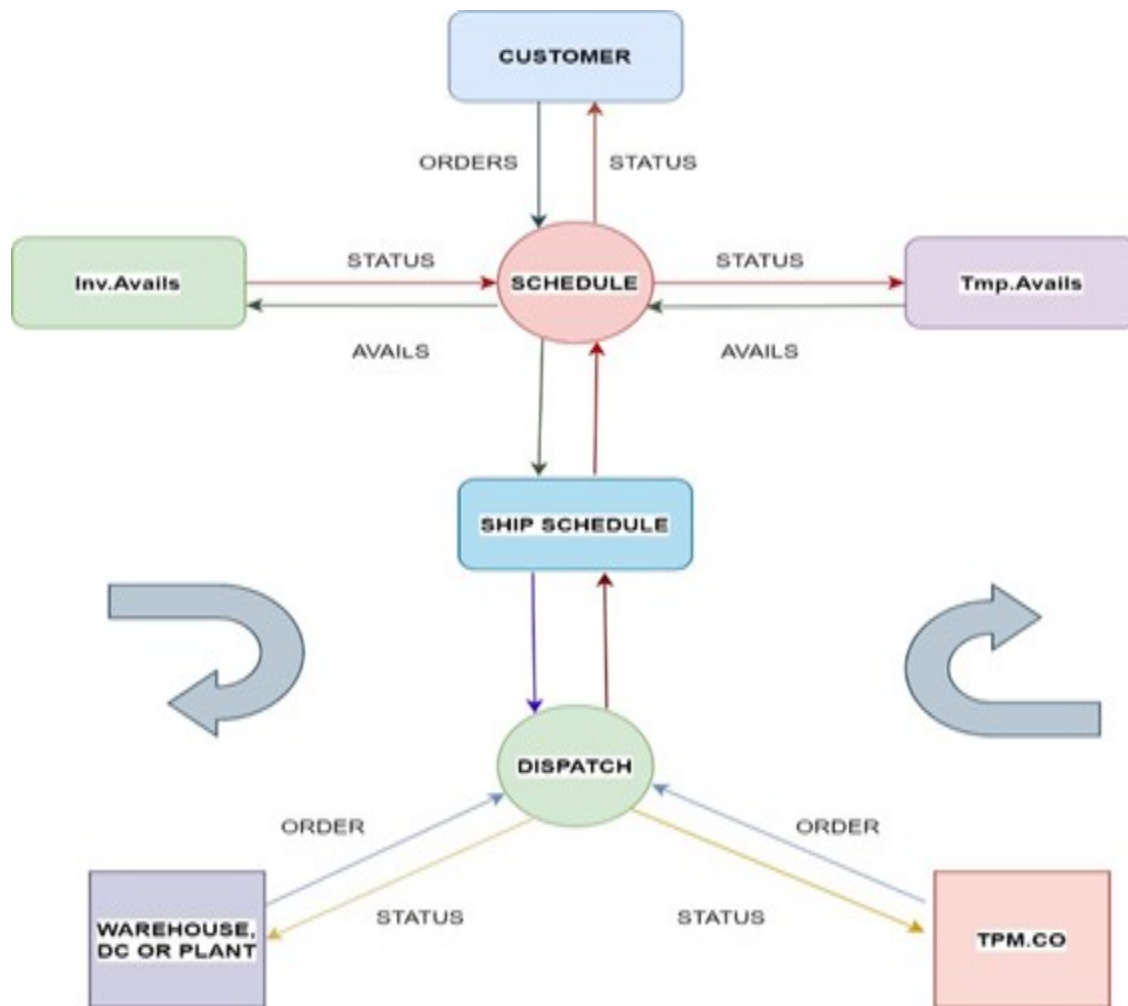 CUSTOMER
ORDERS
STATUS
STATUS
STATUS
Inv.Avails
SCHEDULE
Tmp.Avails
AVAILS
AVAILS
SHIP SCHEDULE
DISPATCH
ORDER
ORDER
STATUS
STATUS
WAREHOUSE,
DC OR PLANT
TPM.CO